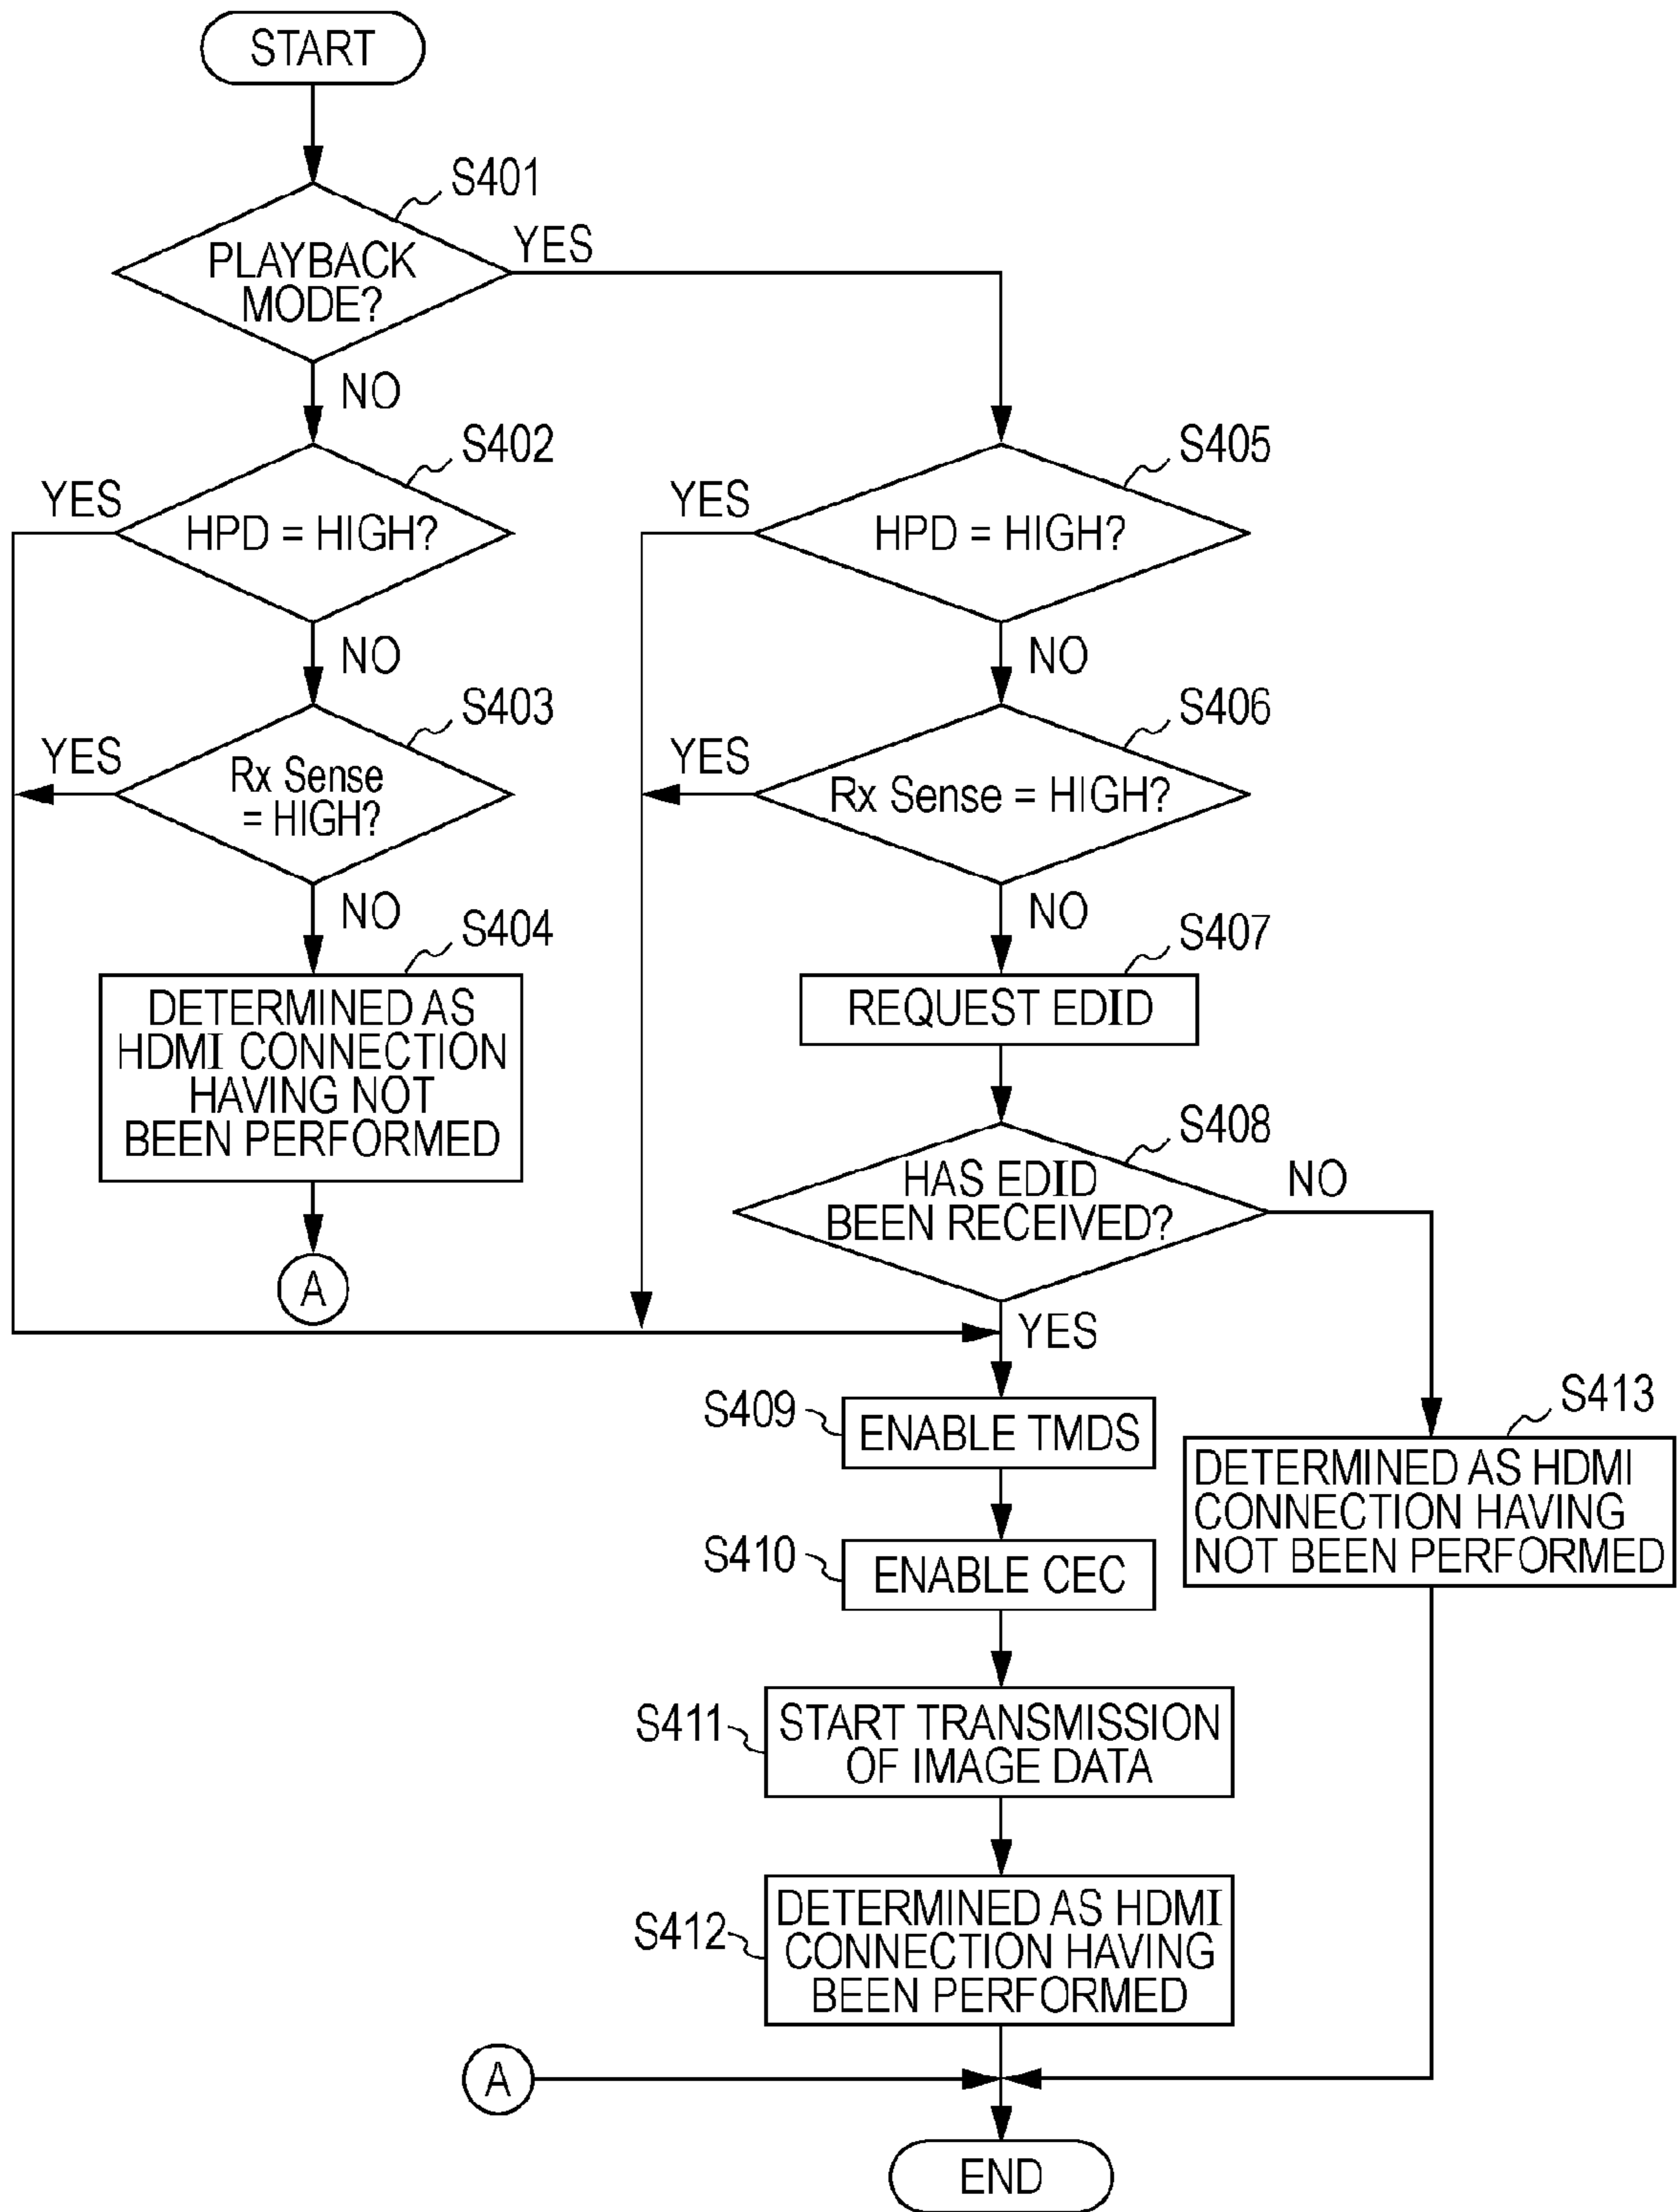 START
S401
PLAYBACK
MODE?
YES
NO
S402
YES
HPD = HIGH?
NO
S405
YES
HPD = HIGH?
NO
S403
YES
Rx Sense
= HIGH?
NO
S406
YES
Rx Sense = HIGH?
NO
S404
DETERMINED AS
HDMI CONNECTION
HAVING NOT
BEEN PERFORMED
A
S407
REQUEST EDID
S408
HAS EDID
BEEN RECEIVED?
NO
YES
S409
ENABLE TMDS
S413
DETERMINED AS HDMI
CONNECTION HAVING
NOT BEEN PERFORMED
S410
ENABLE CEC
S411
START TRANSMISSION
OF IMAGE DATA
S412
DETERMINED AS HDMI
CONNECTION HAVING
BEEN PERFORMED
A
END